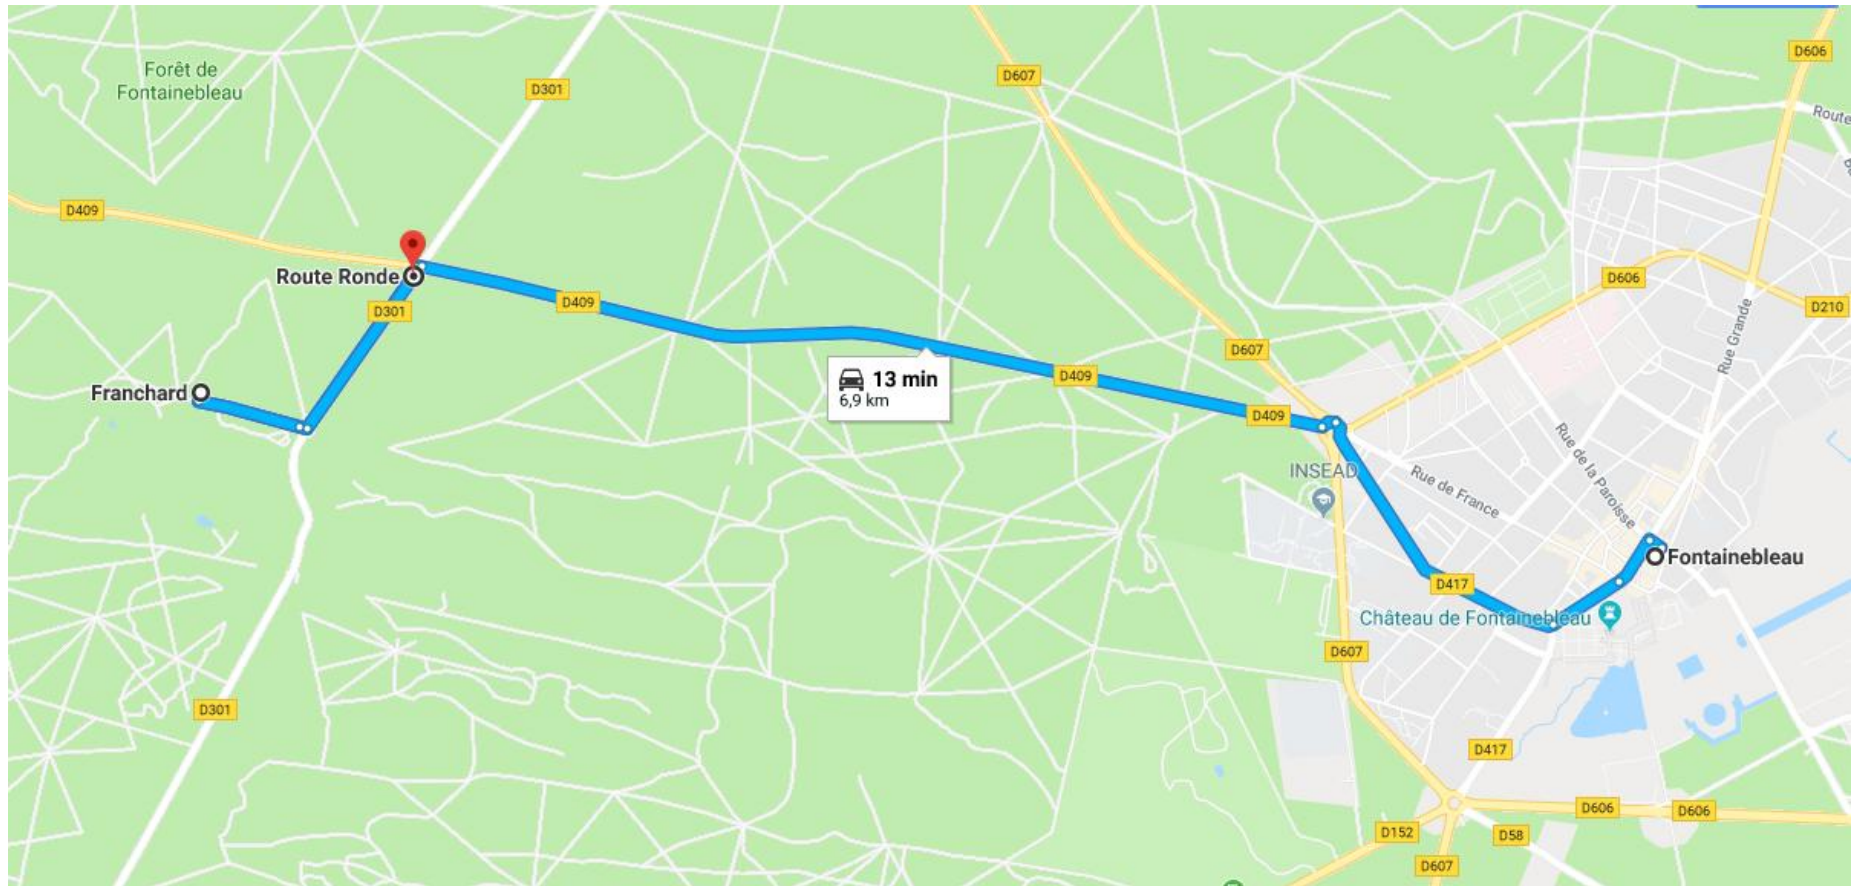 D606
Forêt de
Fontainebleau
D607
D301
Route
D409
Route Ronde
D606
D409
D301
D210
Rue Grande
D607
13 min
6,9 km
D409
Franchard
D409
Rue de la Paroisse
INSEAD
Rue de France
Fontainebleau
D417
Château de Fontainebleau
D607
D301
D417
D606
D606
D152
D58
D607